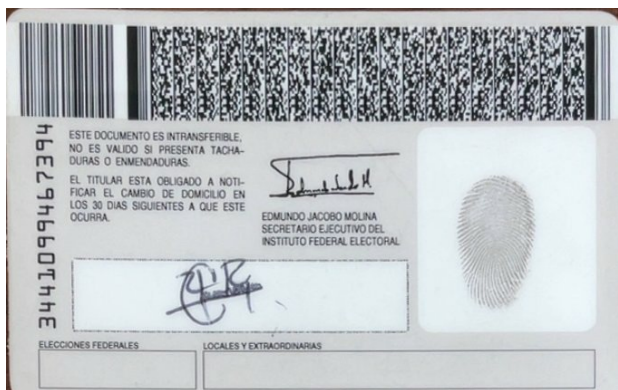 3441099467394
ESTE DOCUMENTO ES INTRANSFERIBLE,
NO ES VALIDO SI PRESENTA TACHA-
DURAS O ENMENDADURAS.
EL TITULAR ESTA OBLIGADO A NOTI-
FICAR EL CAMBIO DE DOMICILIO EN
LOS 30 DIAS SIGUIENTES A QUE ESTE
OCURRA.
EDMUNDO JACOBO MOLINA
SECRETARIO EJECUTIVO DEL
INSTITUTO FEDERAL ELECTORAL
ELECCIONES FEDERALES
LOCALES Y EXTRAORDINARIAS